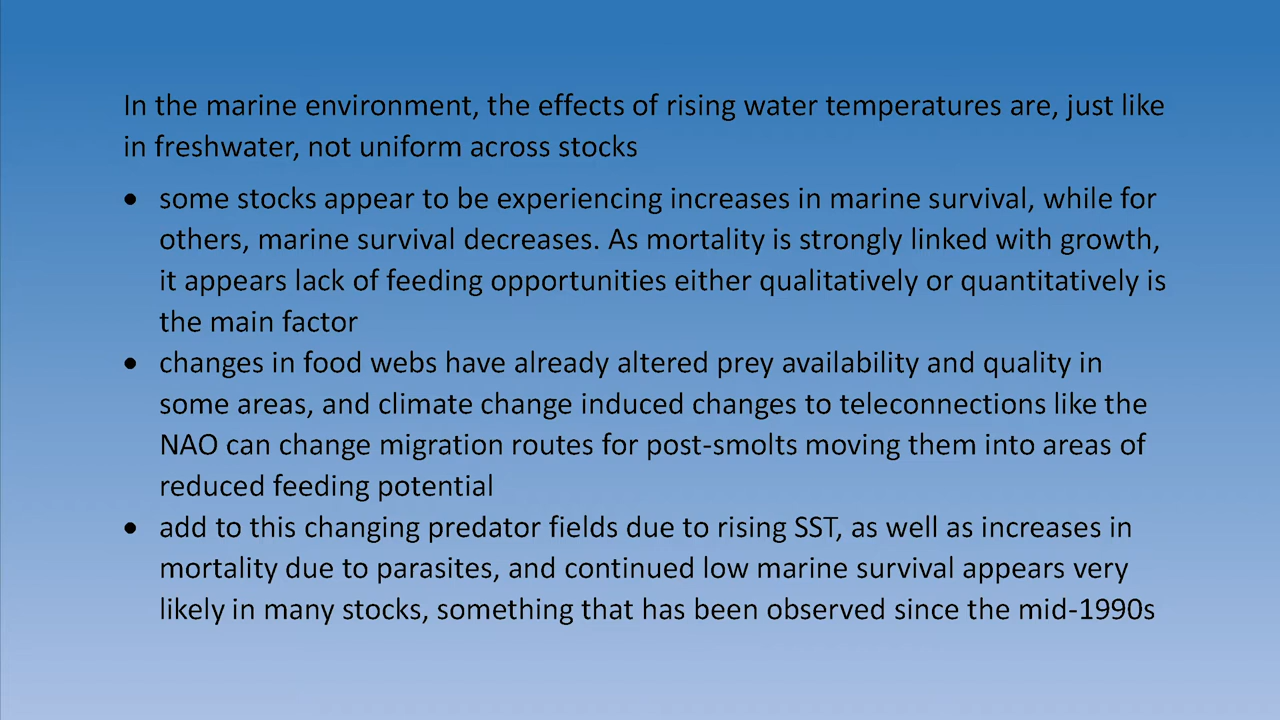 In the marine environment, the effects of rising water temperatures are, just like
in freshwater, not uniform across stocks
• some stocks appear to be experiencing increases in marine survival, while for
others, marine survival decreases. As mortality is strongly linked with growth,
it appears lack of feeding opportunities either qualitatively or quantitatively is
the main factor
• changes in food webs have already altered prey availability and quality in
some areas, and climate change induced changes to teleconnections like the
NAO can change migration routes for post-smolts moving them into areas of
reduced feeding potential
• add to this changing predator fields due to rising SST, as well as increases in
mortality due to parasites, and continued low marine survival appears very
likely in many stocks, something that has been observed since the mid-1990s